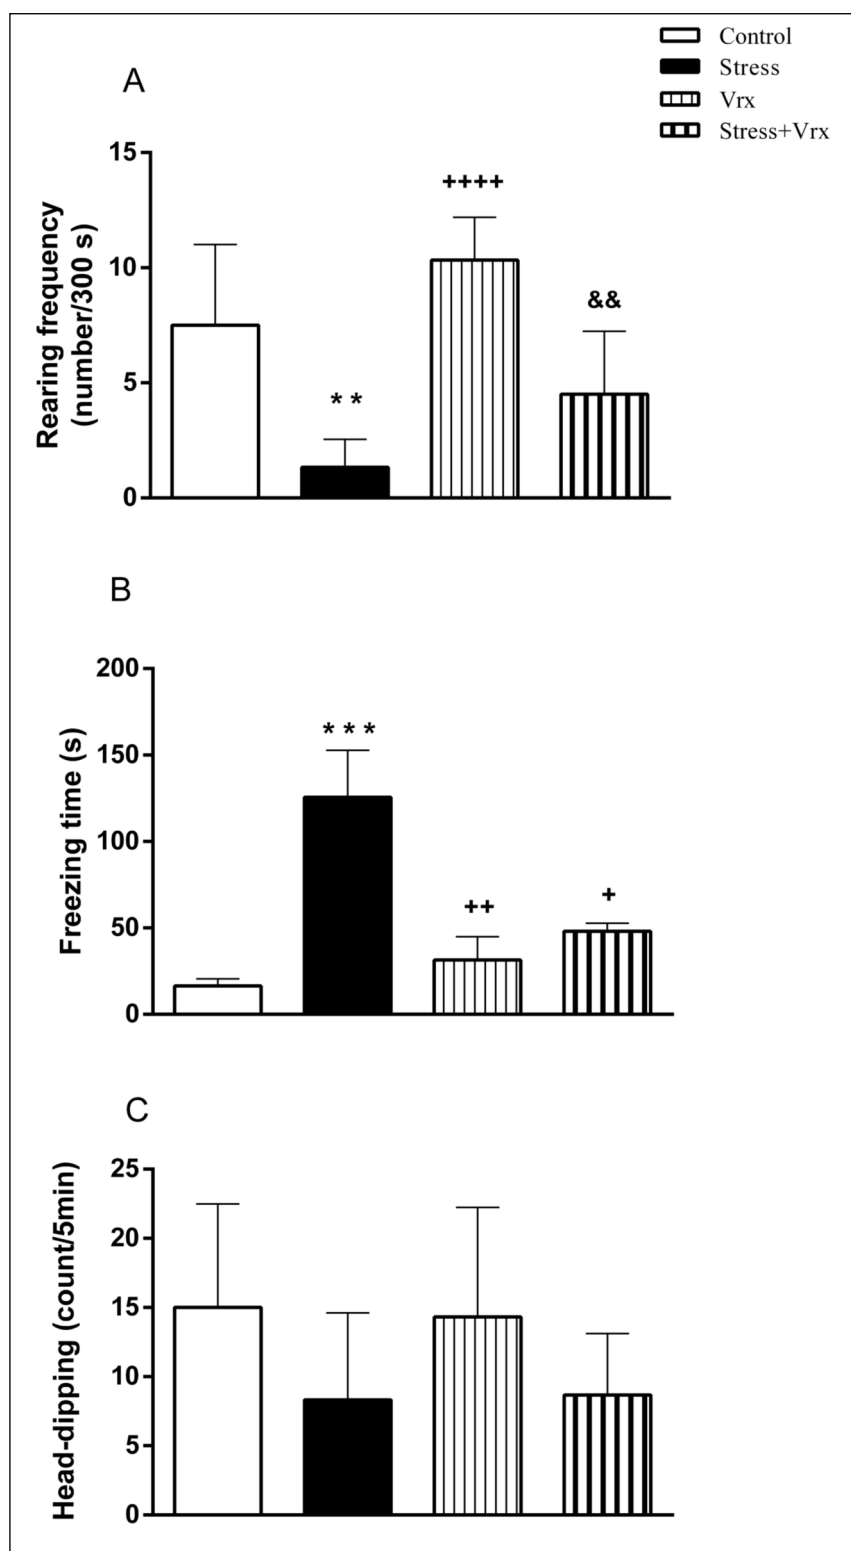 Control
Stress
Vrx
Stress+Vrx
A
Rearing frequency
(number/300 s)
15
10
5
0
* *
++++
&&
B
Freezing time (s)
200
150
100
50
0
* * *
++
+
C
Head-dipping (count/5min)
25
20
15
10
5
0